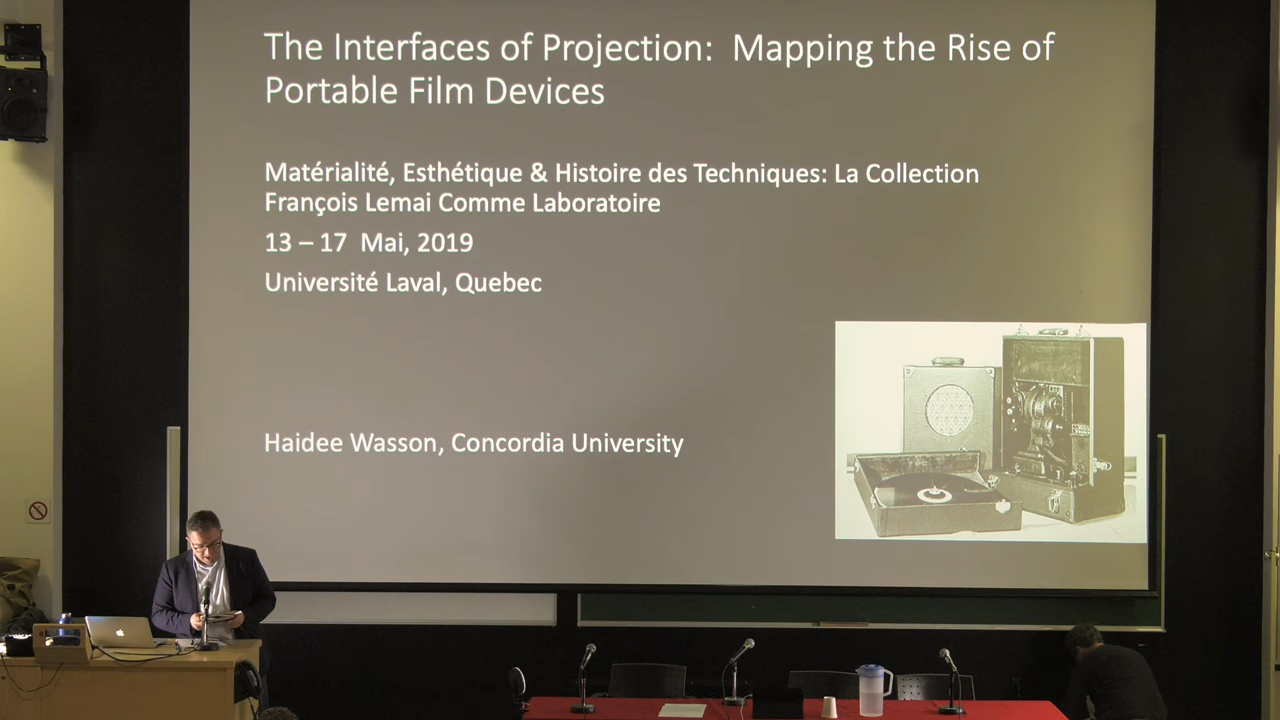 The Interfaces of Projection: Mapping the Rise of
Portable Film Devices
Matérialité, Esthétique & Histoire des Techniques: La Collection
François Lemai Comme Laboratoire
13 – 17 Mai, 2019
Université Laval, Quebec
Haidee Wasson, Concordia University